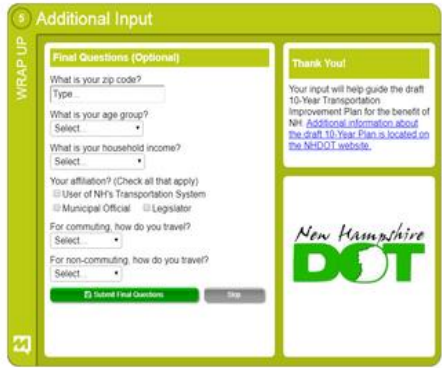 5 Additional Input
WRAP UP
Final Questions (Optional)
What is your zip code?
Type...
What is your age group?
Select...
What is your household income?
Select...
Your affiliation? (Check all that apply)
User of NH's Transportation System
Municipal Official Legislator
For commuting, how do you travel?
Select...
For non-commuting, how do you travel?
Select...
Submit Final Questions Skip
Thank You!
Your input will help guide the draft
10-Year Transportation
Improvement Plan for the benefit of
NH. Additional information about
the draft 10-Year Plan is located on
the NHDOT website.
New Hampshire
DOT